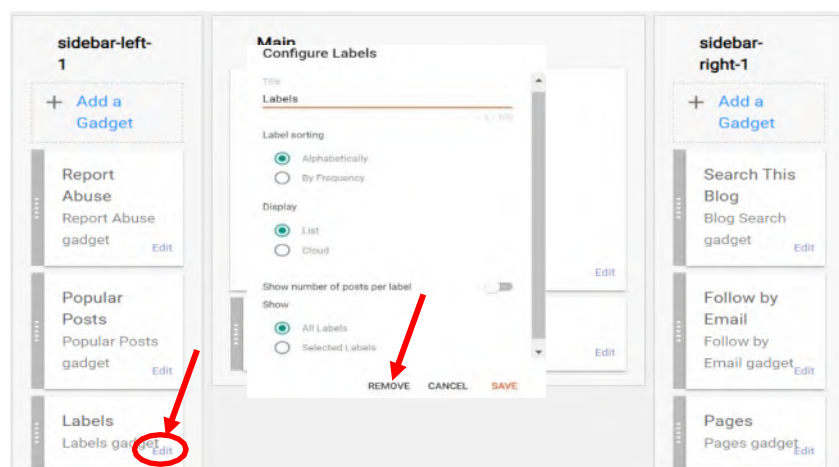 sidebar-left-
1
+ Add a
Gadget
Report
Abuse
Report Abuse
gadget
Edit
Popular
Posts
Popular Posts
gadget
Edit
Labels
Labels gadget
Edit
Main
Configure Labels
Title
Labels
6 / 100
Label sorting
Alphabetically
By Frequency
Display
List
Cloud
Show number of posts per label
Show
All Labels
Selected Labels
REMOVE CANCEL SAVE
Edit
Edit
sidebar-
right-1
+ Add a
Gadget
Search This
Blog
Blog Search
gadget
Edit
Follow by
Email
Follow by
Email gadget
Edit
Pages
Pages gadget
Edit